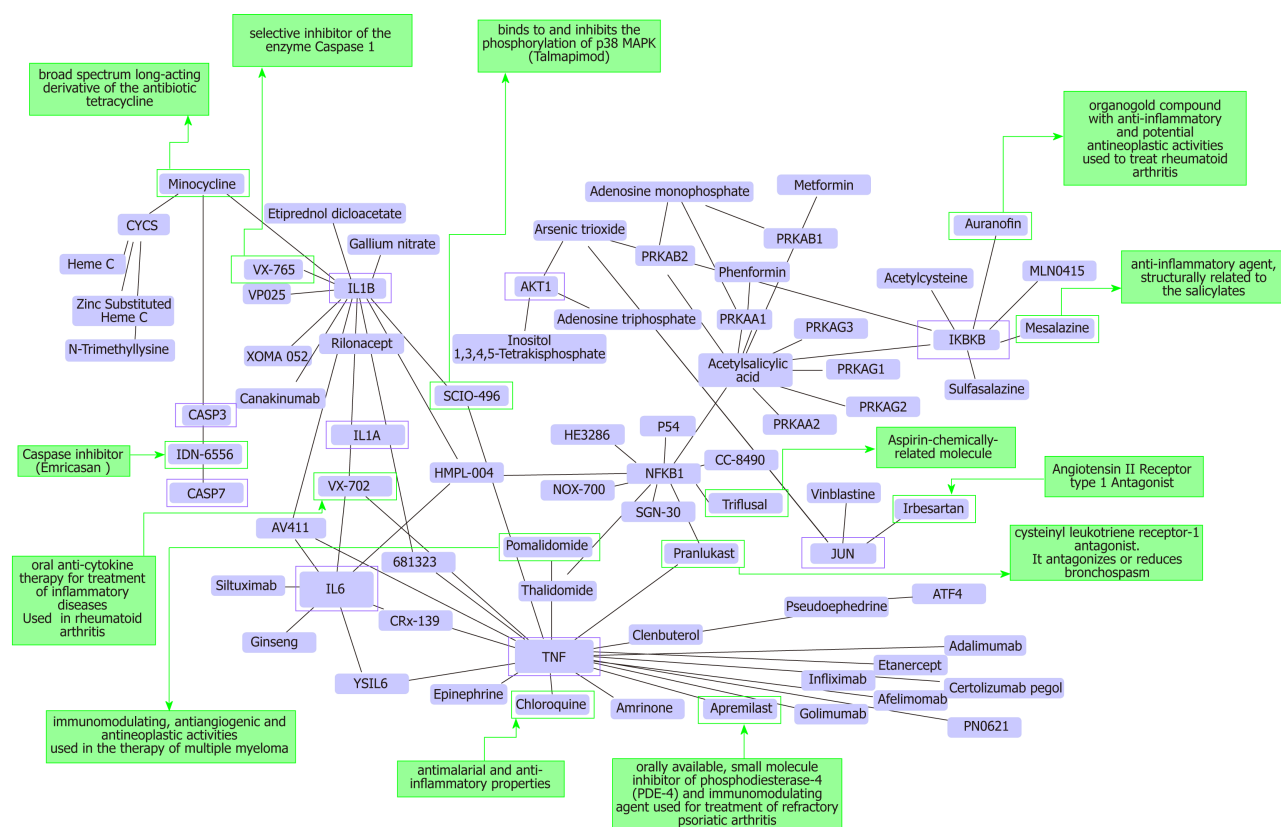 selective inhibitor of the
enzyme Caspase 1
binds to and inhibits the
phosphorylation of p38 MAPK
(Talmapimod)
broad spectrum long-acting
derivative of the antibiotic
tetracycline
organogold compound
with anti-inflammatory
and potential
antineoplastic activities
used to treat rheumatoid
arthritis
Minocycline
Adenosine monophosphate
Metformin
Etiprednol dicloacetate
CYCS
Arsenic trioxide
Auranofin
Gallium nitrate
PRKAB1
PRKAB2
Heme C
VX-765
Phenformin
Acetylcysteine
MLN0415
anti-inflammatory agent,
structurally related to
the salicylates
VP025
IL1B
AKT1
Zinc Substituted
Heme C
Adenosine triphosphate
PRKAA1
PRKAG3
Mesalazine
N-Trimethyllysine
XOMA 052
Rilonacept
Inositol
1,3,4,5-Tetrakisphosphate
IKBKB
Acetylsalicylic
acid
PRKAG1
Sulfasalazine
Canakinumab
SCIO-496
CASP3
PRKAG2
PRKAA2
P54
HE3286
IL1A
Aspirin-chemically-
related molecule
IDN-6556
Caspase inhibitor
(Emricasan )
CC-8490
HMPL-004
NFKB1
Angiotensin II Receptor
type 1 Antagonist
CASP7
VX-702
NOX-700
Triflusal
Vinblastine
Irbesartan
SGN-30
AV411
Pomalidomide
Pranlukast
JUN
cysteinyl leukotriene receptor-1
antagonist.
It antagonizes or reduces
bronchospasm
oral anti-cytokine
therapy for treatment
of inflammatory
diseases
Used in rheumatoid
arthritis
681323
Siltuximab
IL6
Thalidomide
ATF4
Pseudoephedrine
CRx-139
Ginseng
Clenbuterol
Adalimumab
TNF
Etanercept
YSIL6
Infliximab
Certolizumab pegol
Epinephrine
Chloroquine
Amrinone
Apremilast
Afelimomab
Golimumab
PN0621
immunomodulating, antiangiogenic and
antineoplastic activities
used in the therapy of multiple myeloma
antimalarial and anti-
inflammatory properties
orally available, small molecule
inhibitor of phosphodiesterase-4
(PDE-4) and immunomodulating
agent used for treatment of refractory
psoriatic arthritis